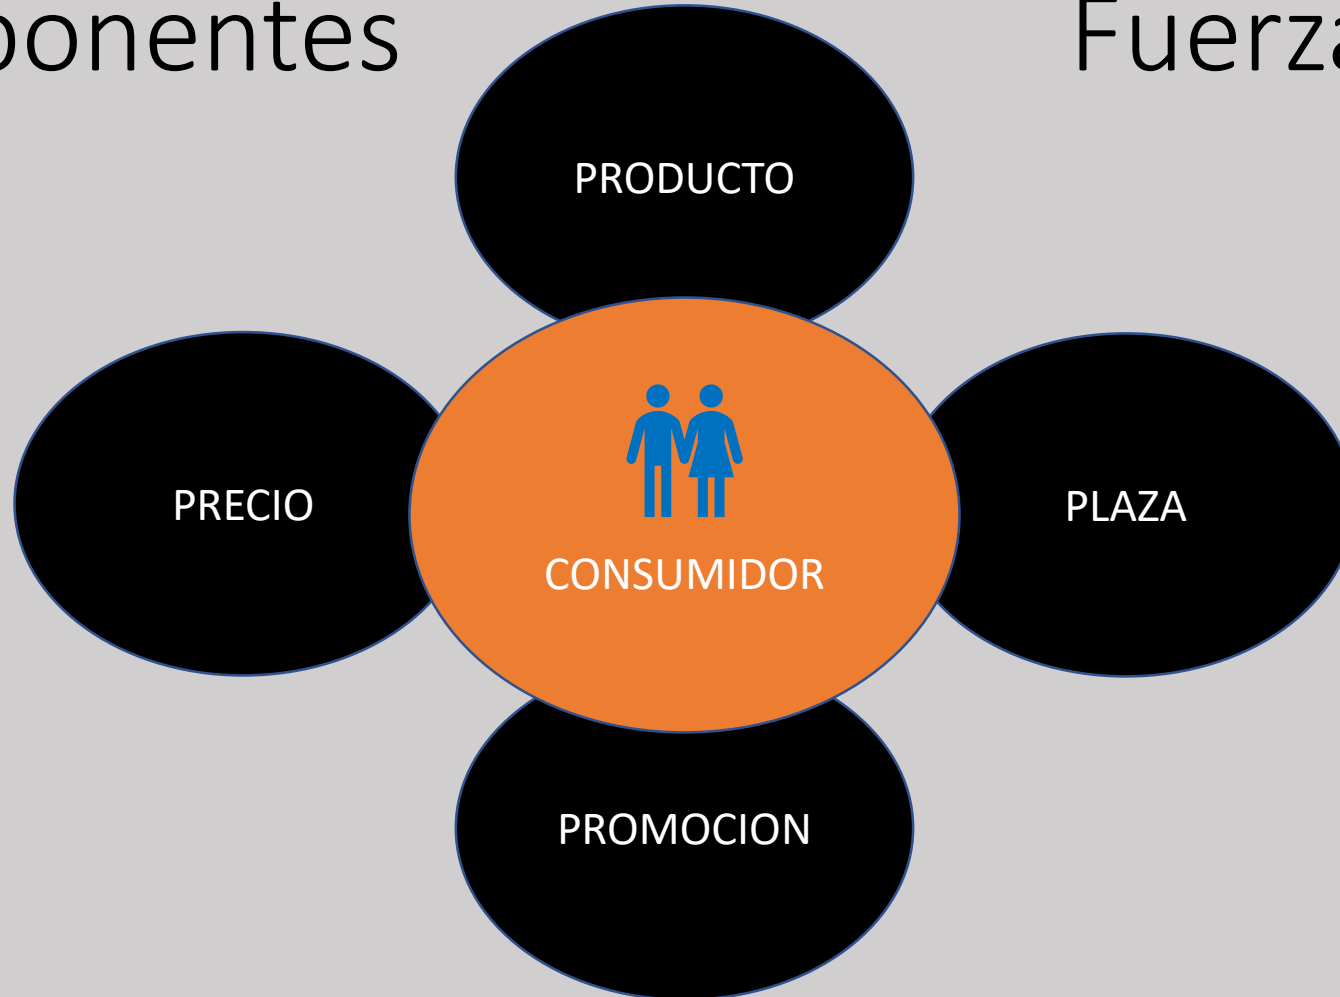 ponentes
Fuerza
PRODUCTO
PRECIO
CONSUMIDOR
PLAZA
PROMOCION